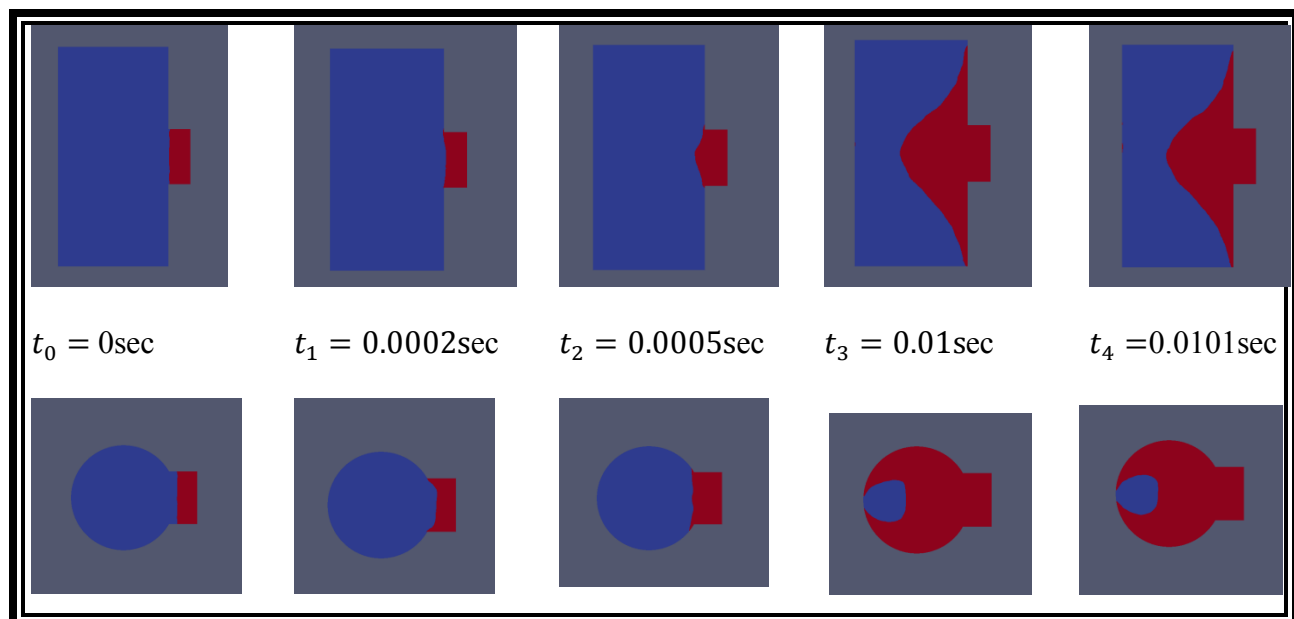 t₀ = 0sec t₁ = 0.0002sec t₂ = 0.0005sec t₃ = 0.01sec t₄ =0.0101sec